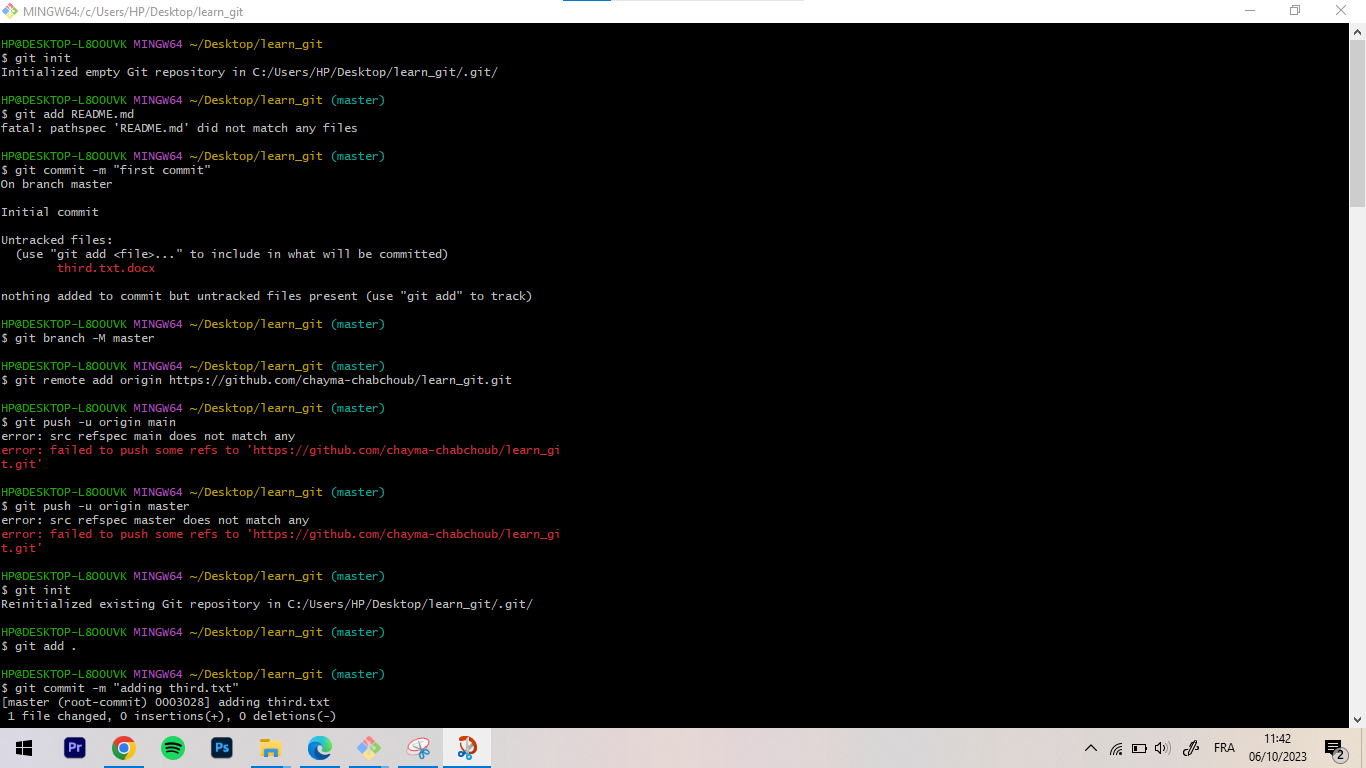 MINGW64:/c/Users/HP/Desktop/learn_git
HP@DESKTOP-L8OOUVK MINGW64 ~/Desktop/learn_git
$ git init
Initialized empty Git repository in C:/Users/HP/Desktop/learn_git/.git/
HP@DESKTOP-L8OOUVK MINGW64 ~/Desktop/learn_git (master)
$ git add README.md
fatal: pathspec 'README.md' did not match any files
HP@DESKTOP-L8OOUVK MINGW64 ~/Desktop/learn_git (master)
$ git commit -m "first commit"
On branch master
Initial commit
Untracked files:
  (use "git add <file>..." to include in what will be committed)
        third.txt.docx
nothing added to commit but untracked files present (use "git add" to track)
HP@DESKTOP-L8OOUVK MINGW64 ~/Desktop/learn_git (master)
$ git branch -M master
HP@DESKTOP-L8OOUVK MINGW64 ~/Desktop/learn_git (master)
$ git remote add origin https://github.com/chayma-chabchoub/learn_git.git
HP@DESKTOP-L8OOUVK MINGW64 ~/Desktop/learn_git (master)
$ git push -u origin main
error: src refspec main does not match any
error: failed to push some refs to 'https://github.com/chayma-chabchoub/learn_gi
t.git'
HP@DESKTOP-L8OOUVK MINGW64 ~/Desktop/learn_git (master)
$ git push -u origin master
error: src refspec master does not match any
error: failed to push some refs to 'https://github.com/chayma-chabchoub/learn_gi
t.git'
HP@DESKTOP-L8OOUVK MINGW64 ~/Desktop/learn_git (master)
$ git init
Reinitialized existing Git repository in C:/Users/HP/Desktop/learn_git/.git/
HP@DESKTOP-L8OOUVK MINGW64 ~/Desktop/learn_git (master)
$ git add .
HP@DESKTOP-L8OOUVK MINGW64 ~/Desktop/learn_git (master)
$ git commit -m "adding third.txt"
[master (root-commit) 0003028] adding third.txt
 1 file changed, 0 insertions(+), 0 deletions(-)
Pr
Ps
FRA
11:42
06/10/2023
2